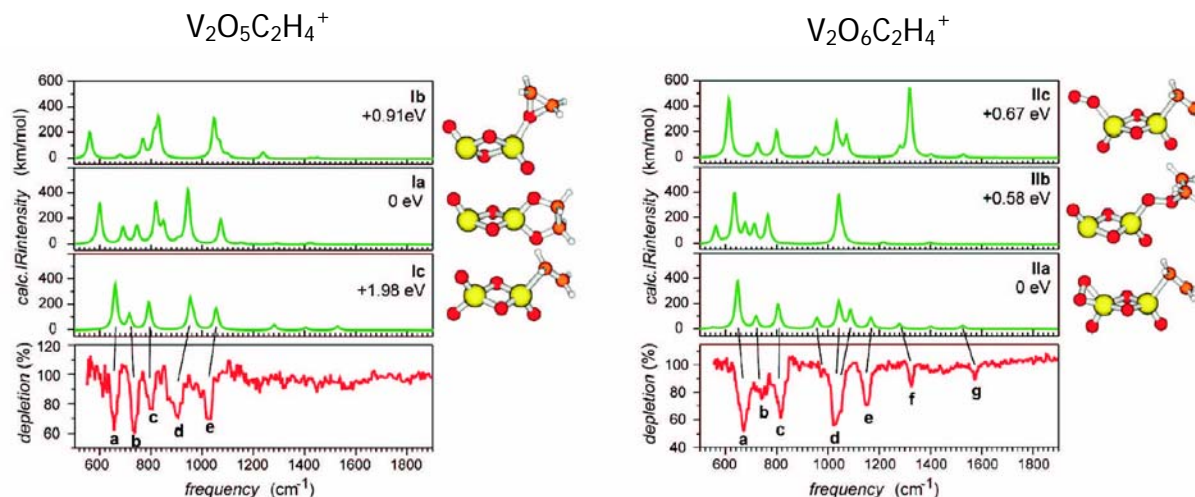 V₂O₅C₂H₄⁺
V₂O₆C₂H₄⁺
calc.IRintensity (km/mol)
600
400
200
0
Ib
+0.91eV
400
200
0
Ia
0 eV
400
200
0
Ic
+1.98 eV
depletion (%)
120
100
80
60
a
b
c
d
e
600 800 1000 1200 1400 1600 1800
frequency (cm⁻¹)
calc.IRintensity (km/mol)
600
400
200
0
IIc
+0.67 eV
400
200
0
IIb
+0.58 eV
400
200
0
IIa
0 eV
depletion (%)
100
80
60
40
a
b
c
d
e
f
g
600 800 1000 1200 1400 1600 1800
frequency (cm⁻¹)